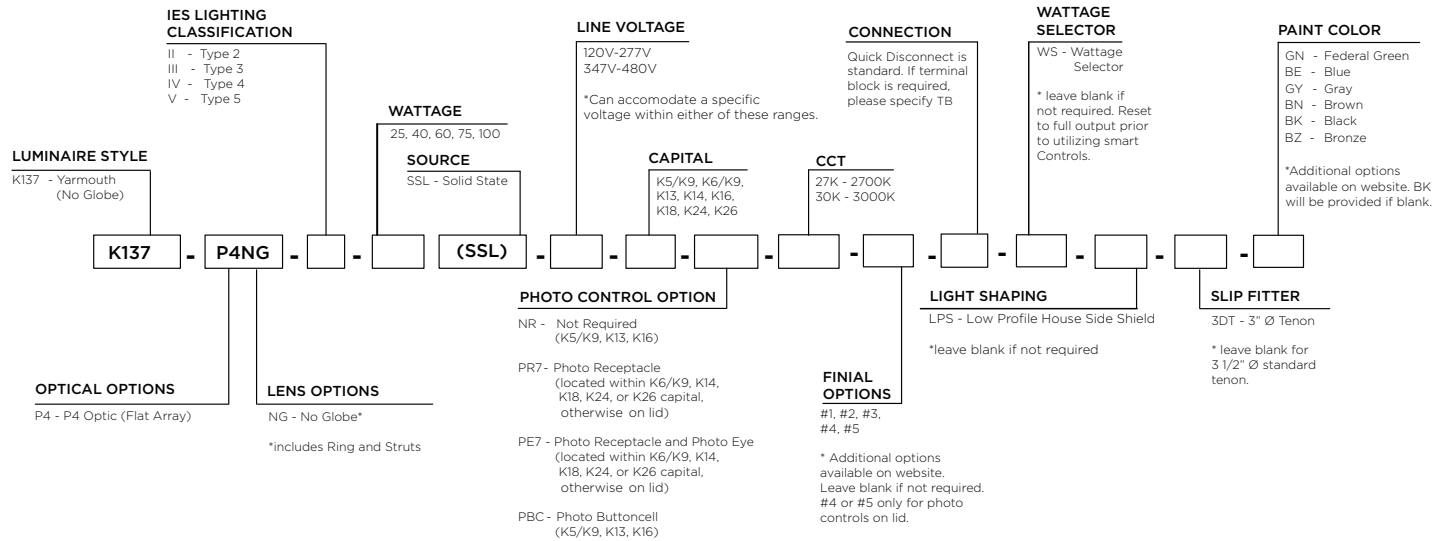 IES LIGHTING
CLASSIFICATION
II - Type 2
III - Type 3
IV - Type 4
V - Type 5
LINE VOLTAGE
120V-277V
347V-480V
*Can accomodate a specific
voltage within either of these ranges.
CONNECTION
Quick Disconnect is
standard. If terminal
block is required,
please specify TB
WATTAGE
SELECTOR
WS - Wattage
Selector
* leave blank if
not required. Reset
to full output prior
to utilizing smart
Controls.
PAINT COLOR
GN - Federal Green
BE - Blue
GY - Gray
BN - Brown
BK - Black
BZ - Bronze
*Additional options
available on website. BK
will be provided if blank.
WATTAGE
25, 40, 60, 75, 100
LUMINAIRE STYLE
K137 - Yarmouth
(No Globe)
SOURCE
SSL - Solid State
CAPITAL
K5/K9, K6/K9,
K13, K14, K16,
K18, K24, K26
CCT
27K - 2700K
30K - 3000K
K137 - P4NG - - (SSL) - - - - - - - - - -
PHOTO CONTROL OPTION
NR - Not Required
(K5/K9, K13, K16)
PR7- Photo Receptacle
(located within K6/K9, K14,
K18, K24, or K26 capital,
otherwise on lid)
PE7 - Photo Receptacle and Photo Eye
(located within K6/K9, K14,
K18, K24, or K26 capital,
otherwise on lid)
PBC - Photo Buttoncell
(K5/K9, K13, K16)
LIGHT SHAPING
LPS - Low Profile House Side Shield
*leave blank if not required
SLIP FITTER
3DT - 3" Ø Tenon
* leave blank for
3 1/2" Ø standard
tenon.
OPTICAL OPTIONS
P4 - P4 Optic (Flat Array)
LENS OPTIONS
NG - No Globe*
*includes Ring and Struts
FINIAL
OPTIONS
#1, #2, #3,
#4, #5
* Additional options
available on website.
Leave blank if not required.
#4 or #5 only for photo
controls on lid.